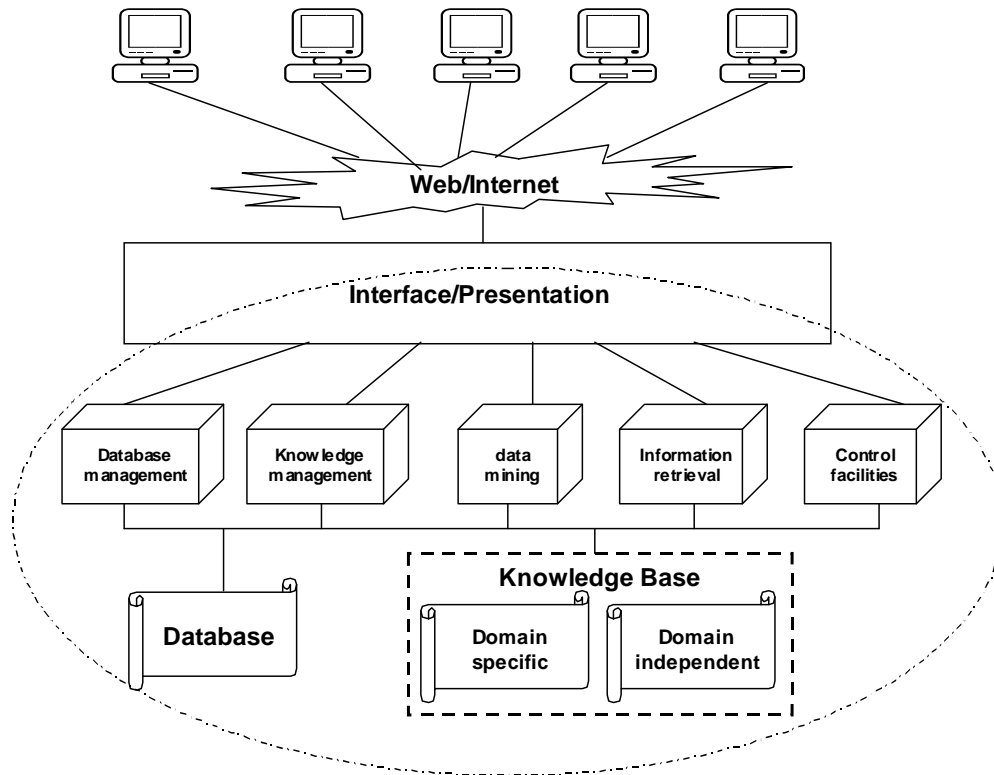 Web/Internet
Interface/Presentation
Database
management
Knowledge
management
data
mining
Information
retrieval
Control
facilities
Knowledge Base
Database
Domain
specific
Domain
independent